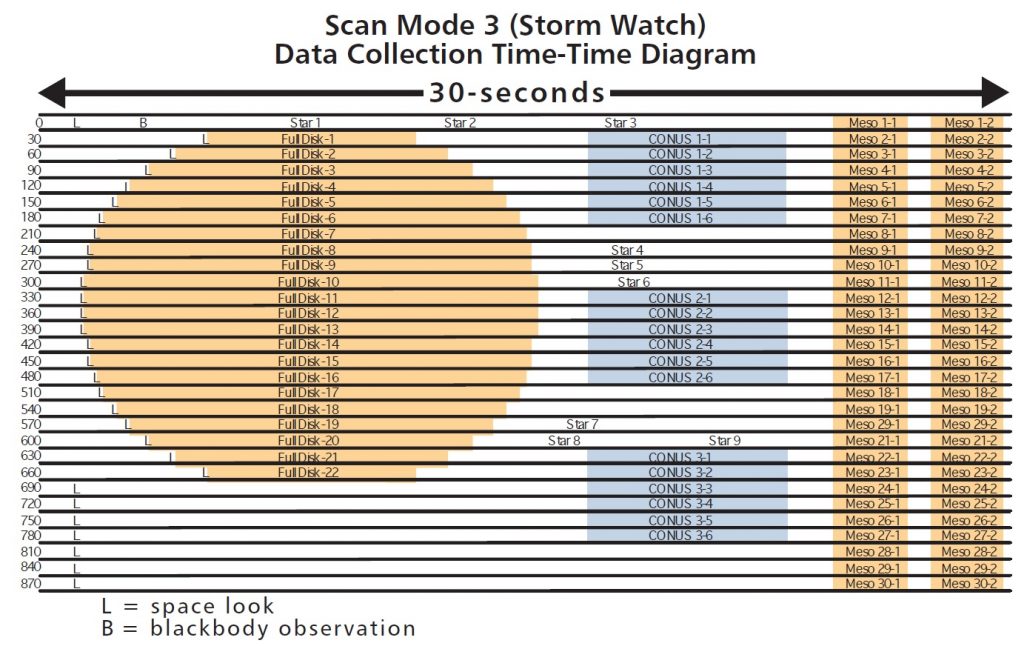 Scan Mode 3 (Storm Watch)
Data Collection Time-Time Diagram
30-seconds
0 L B Star 1 Star 2 Star 3 Meso 1-1 Meso 1-2
30 L Full Disk-1 CONUS 1-1 Meso 2-1 Meso 2-2
60 L Full Disk-2 CONUS 1-2 Meso 3-1 Meso 3-2
90 L Full Disk-3 CONUS 1-3 Meso 4-1 Meso 4-2
120 L Full Disk-4 CONUS 1-4 Meso 5-1 Meso 5-2
150 L Full Disk-5 CONUS 1-5 Meso 6-1 Meso 6-2
180 L Full Disk-6 CONUS 1-6 Meso 7-1 Meso 7-2
210 L Full Disk-7 Meso 8-1 Meso 8-2
240 L Full Disk-8 Star 4 Meso 9-1 Meso 9-2
270 L Full Disk-9 Star 5 Meso 10-1 Meso 10-2
300 L Full Disk-10 Star 6 Meso 11-1 Meso 11-2
330 L Full Disk-11 CONUS 2-1 Meso 12-1 Meso 12-2
360 L Full Disk-12 CONUS 2-2 Meso 13-1 Meso 13-2
390 L Full Disk-13 CONUS 2-3 Meso 14-1 Meso 14-2
420 L Full Disk-14 CONUS 2-4 Meso 15-1 Meso 15-2
450 L Full Disk-15 CONUS 2-5 Meso 16-1 Meso 16-2
480 L Full Disk-16 CONUS 2-6 Meso 17-1 Meso 17-2
510 L Full Disk-17 Meso 18-1 Meso 18-2
540 L Full Disk-18 Meso 19-1 Meso 19-2
570 L Full Disk-19 Star 7 Meso 29-1 Meso 29-2
600 L Full Disk-20 Star 8 Star 9 Meso 21-1 Meso 21-2
630 L Full Disk-21 CONUS 3-1 Meso 22-1 Meso 22-2
660 L Full Disk-22 CONUS 3-2 Meso 23-1 Meso 23-2
690 L CONUS 3-3 Meso 24-1 Meso 24-2
720 L CONUS 3-4 Meso 25-1 Meso 25-2
750 L CONUS 3-5 Meso 26-1 Meso 26-2
780 L CONUS 3-6 Meso 27-1 Meso 27-2
810 L Meso 28-1 Meso 28-2
840 L Meso 29-1 Meso 29-2
870 L Meso 30-1 Meso 30-2
L = space look
B = blackbody observation